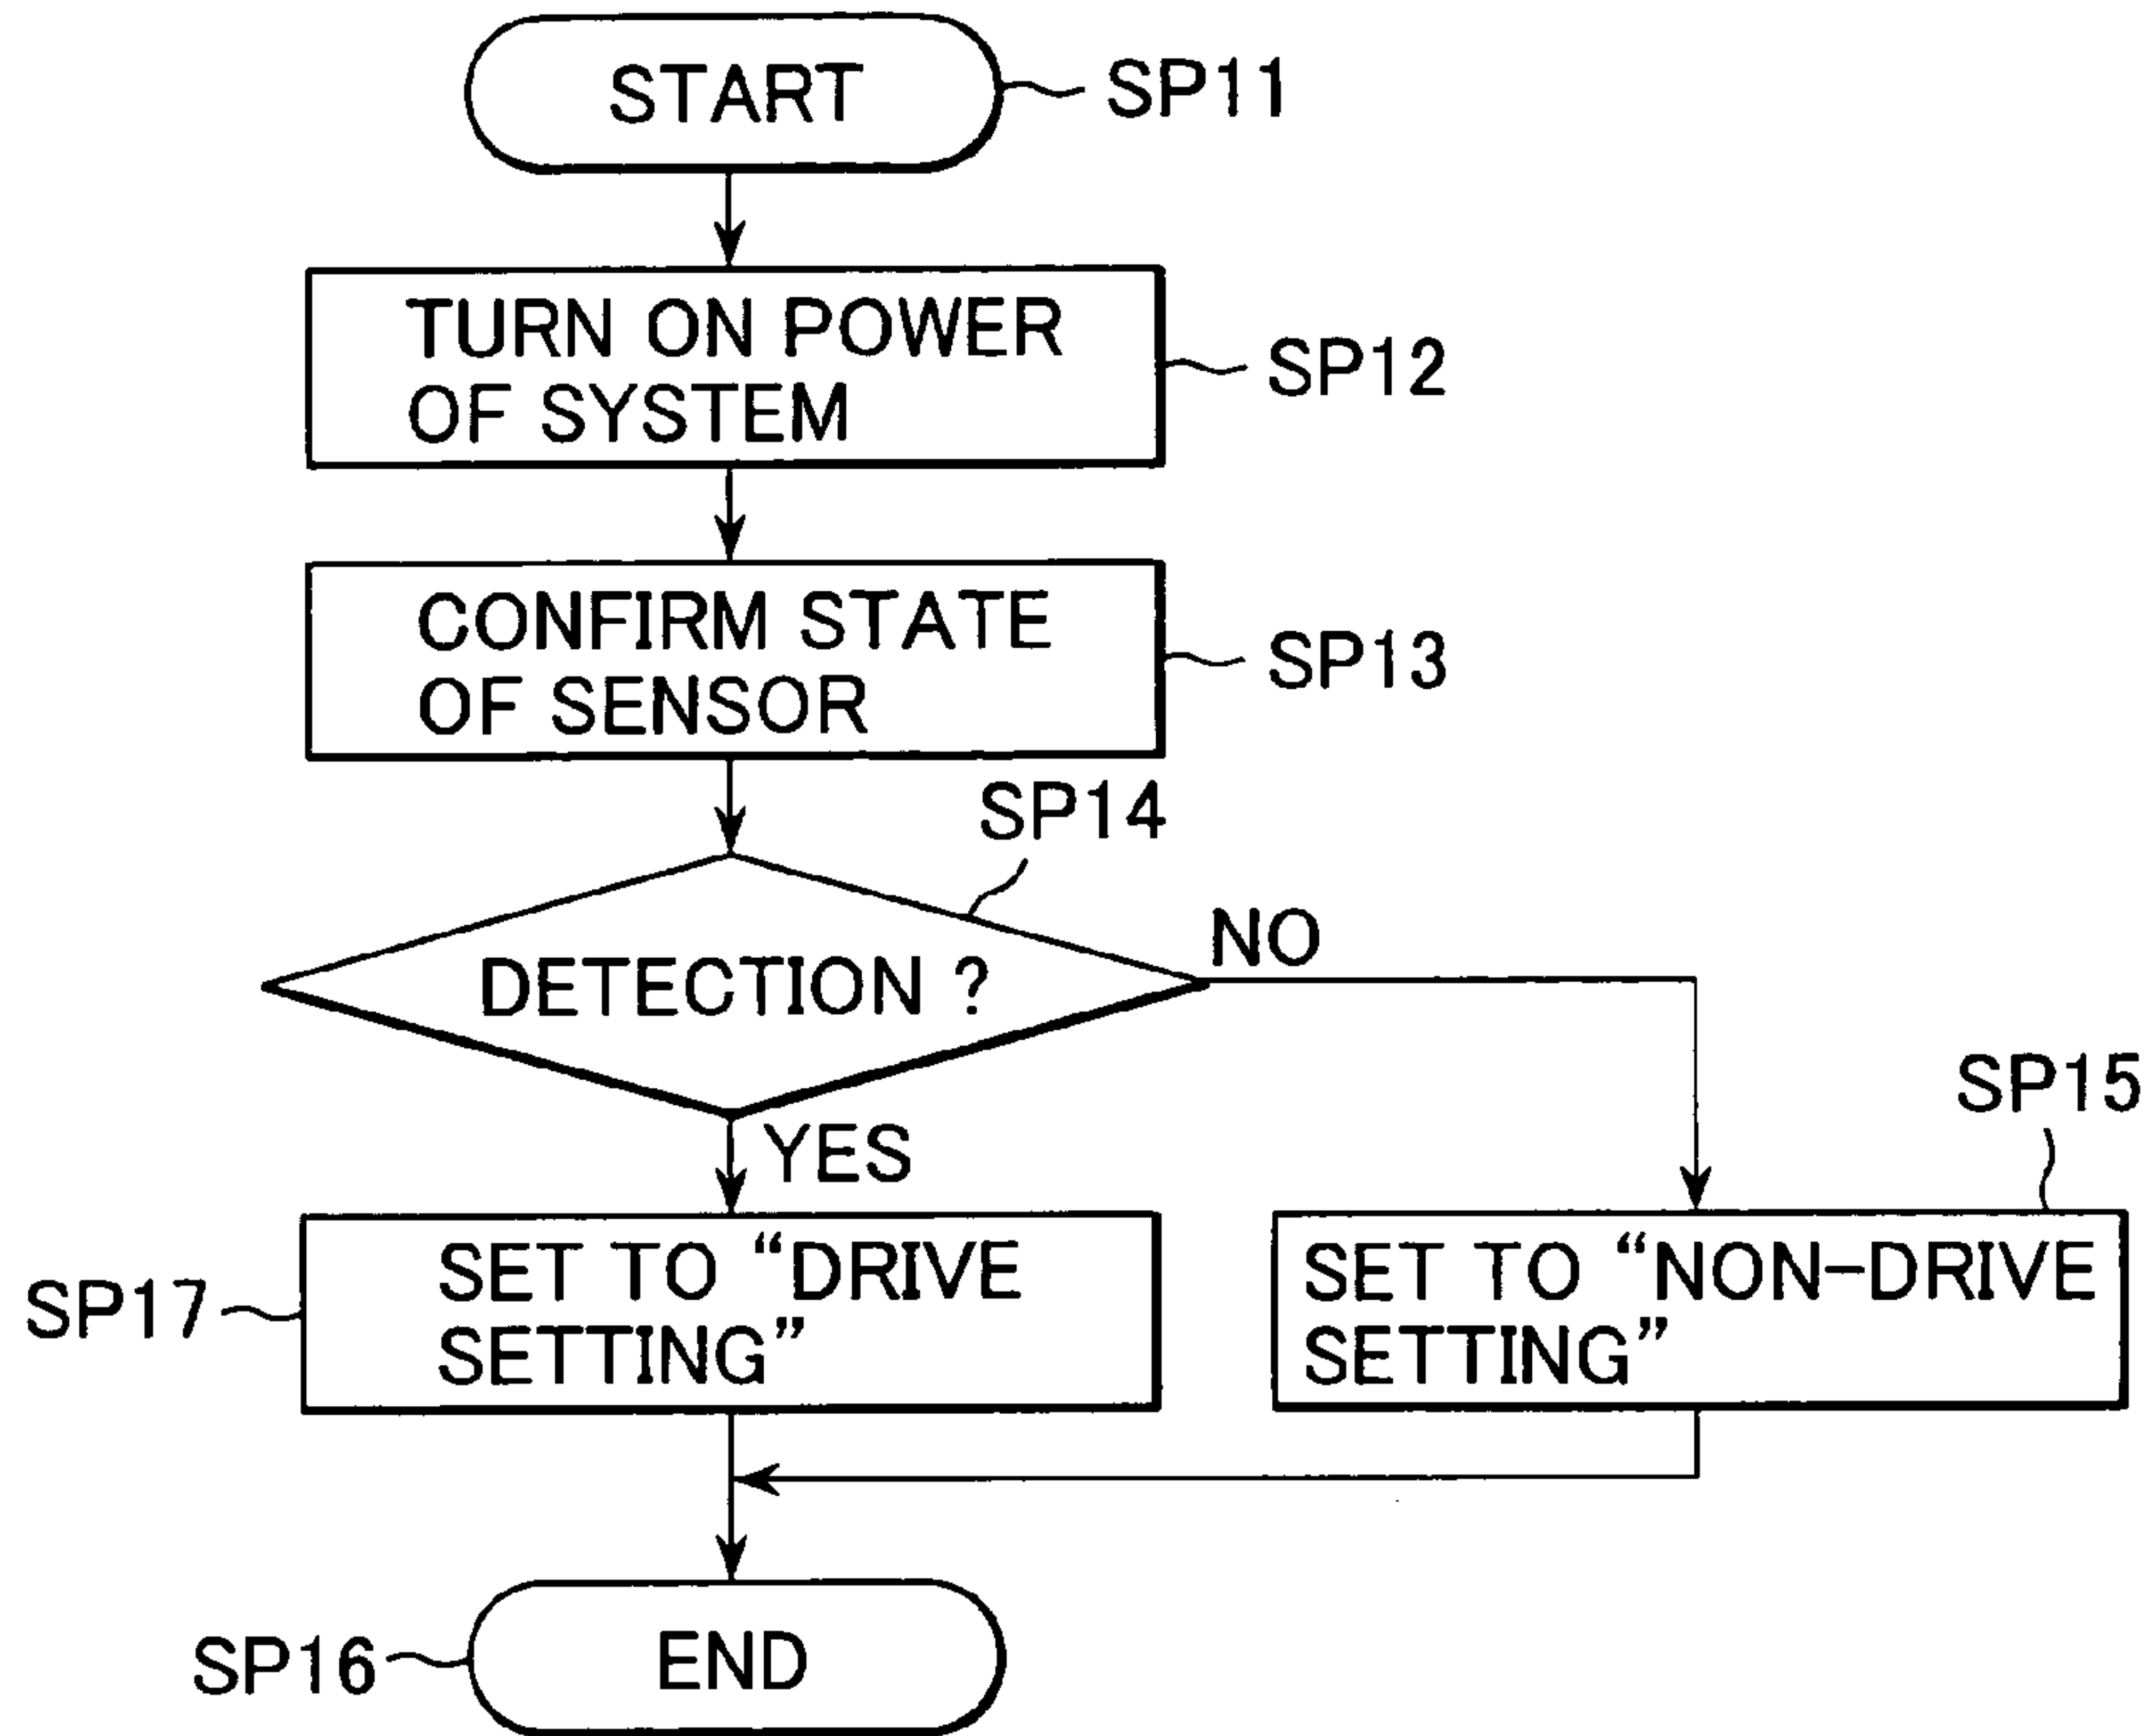 START
SP11
TURN ON POWER
OF SYSTEM
SP12
CONFIRM STATE
OF SENSOR
SP13
SP14
DETECTION ?
NO
YES
SP15
SP17
SET TO “DRIVE
SETTING”
SET TO “NON-DRIVE
SETTING”
SP16
END